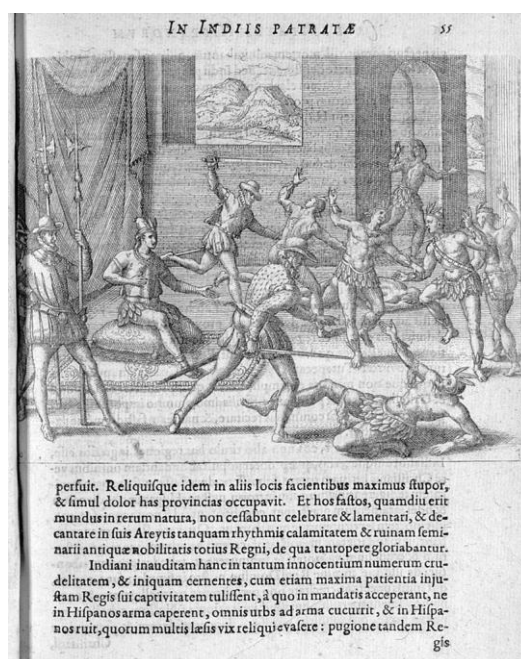 IN INDIIS PATRATÆ 55
persuit. Reliquisque idem in aliis locis facientibus maximus stupor,
& simul dolor has provincias occupavit. Et hos fastos, quamdiu erit
mundus in rerum natura, non cessabunt celebrare & lamentari, & de-
cantare in suis Areytis tanquam rhythmis calamitatem & ruinam semi-
narii antiquæ nobilitatis totius Regni, de qua tantopere gloriabantur.
Indiani inauditam hanc in tantum innocentium numerum cru-
delitatem, & iniquam cernentes, cum etiam maxima patientia inju-
stam Regis sui captivitatem tulissent, à quo in mandatis acceperant, ne
in Hispanos arma caperent, omnis urbs ad arma cucurit, & in Hispa-
nos ruit, quorum multis læsis vix reliqui evasere : pugione tandem Re-
gis